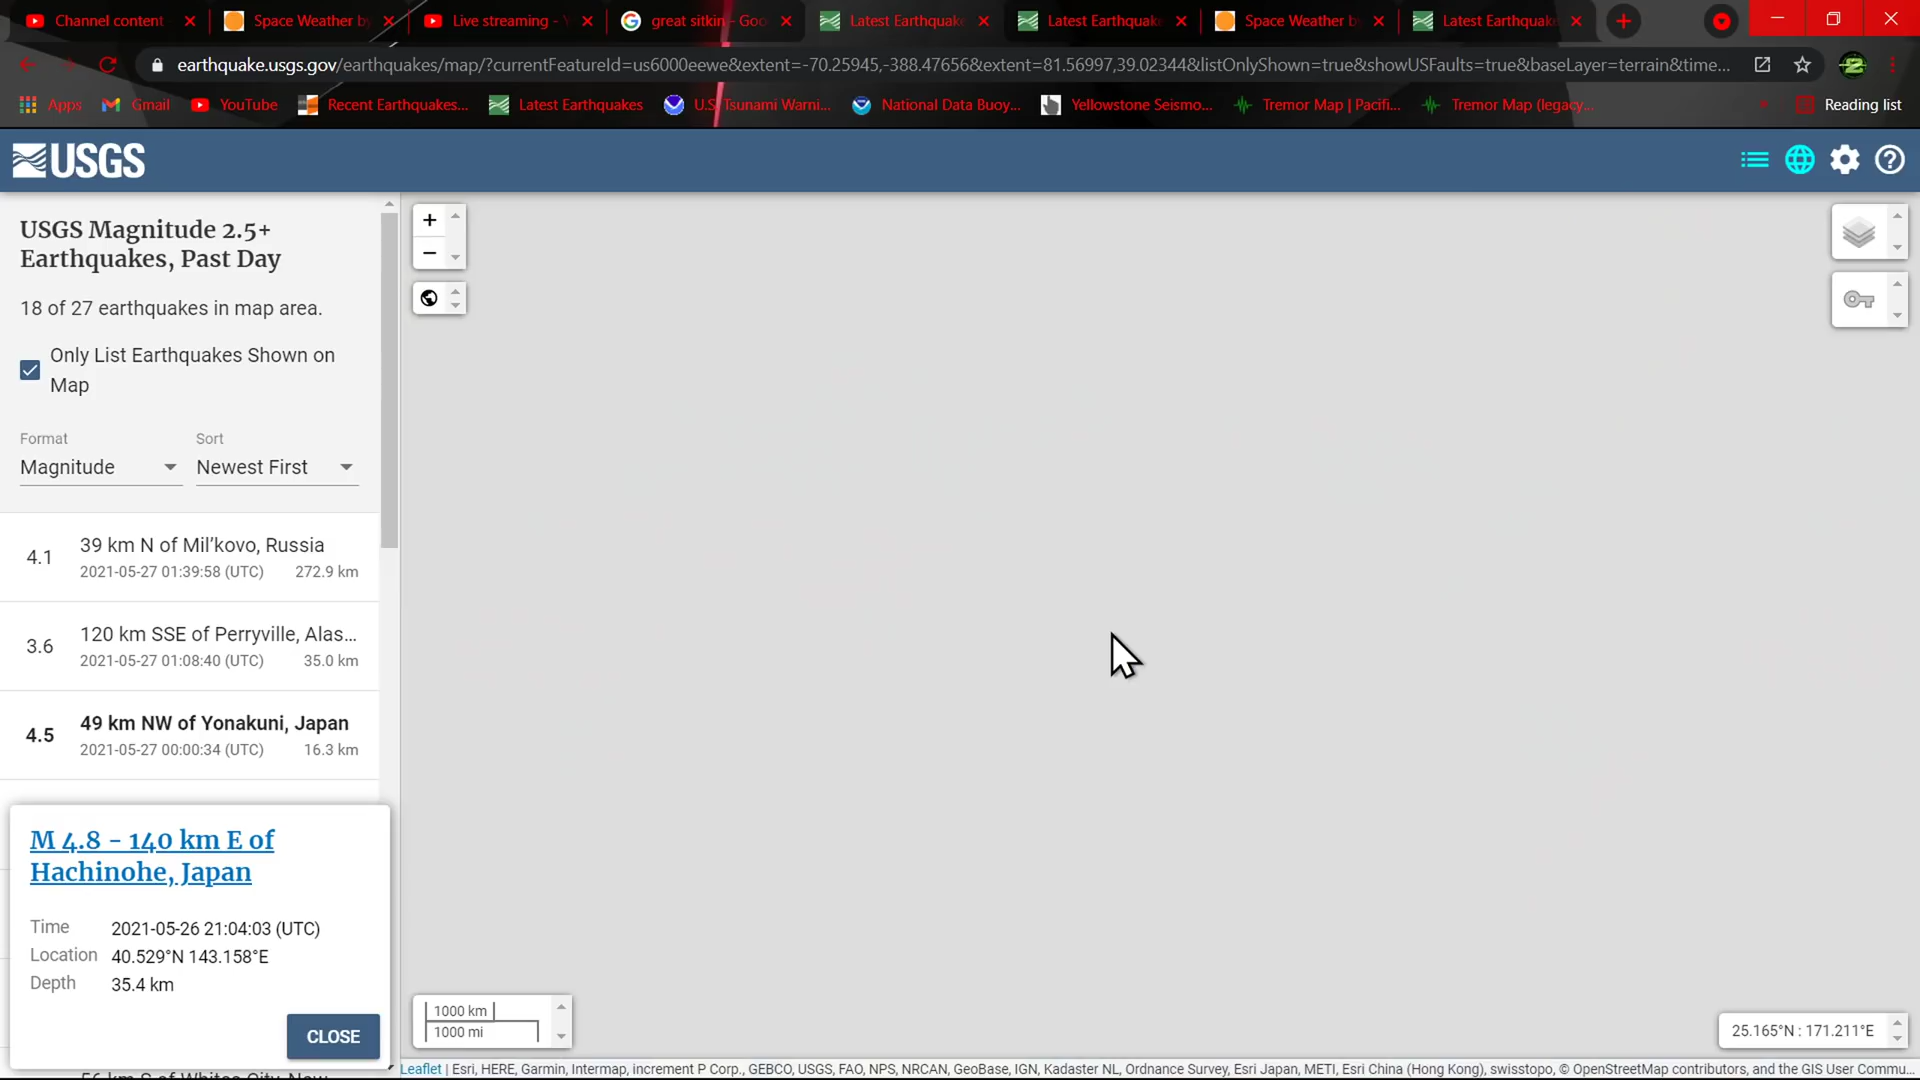 Channel content
Space Weather b
Live streaming -
great sitkin - Goo
Latest Earthquake
Latest Earthquake
Space Weather b
Latest Earthquake
earthquake.usgs.gov/earthquakes/map/?currentFeatureId=us6000eewe&extent=-70.25945,-388.47656&extent=81.56997,39.02344&listOnlyShown=true&showUSFaults=true&baseLayer=terrain&time...
Apps
Gmail
YouTube
Recent Earthquakes...
Latest Earthquakes
U.S. Tsunami Warni...
National Data Buoy...
Yellowstone Seismo...
Tremor Map | Pacifi...
Tremor Map (legacy...
Reading list
USGS
USGS Magnitude 2.5+
Earthquakes, Past Day
18 of 27 earthquakes in map area.
Only List Earthquakes Shown on
Map
Format
Sort
Magnitude
Newest First
4.1
39 km N of Mil’kovo, Russia
2021-05-27 01:39:58 (UTC) 272.9 km
3.6
120 km SSE of Perryville, Alas...
2021-05-27 01:08:40 (UTC) 35.0 km
4.5
49 km NW of Yonakuni, Japan
2021-05-27 00:00:34 (UTC) 16.3 km
M 4.8 - 140 km E of
Hachinohe, Japan
Time 2021-05-26 21:04:03 (UTC)
Location 40.529°N 143.158°E
Depth 35.4 km
CLOSE
56 km S of Whites City, New
1000 km
1000 mi
25.165°N : 171.211°E
Leaflet | Esri, HERE, Garmin, Intermap, increment P Corp., GEBCO, USGS, FAO, NPS, NRCAN, GeoBase, IGN, Kadaster NL, Ordnance Survey, Esri Japan, METI, Esri China (Hong Kong), swisstopo, © OpenStreetMap contributors, and the GIS User Commu...